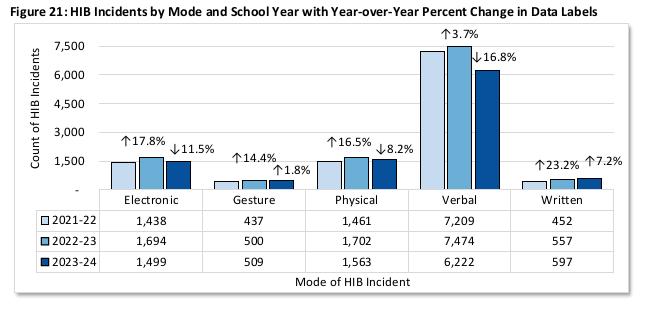 Figure 21: HIB Incidents by Mode and School Year with Year-over-Year Percent Change in Data Labels
Count of HIB Incidents
7,500
6,000
4,500
3,000
1,500
-
↑17.8%
↓11.5%
↑14.4%
↑1.8%
↑16.5%
↓8.2%
↑3.7%
↓16.8%
↑23.2%
↑7.2%
Electronic Gesture Physical Verbal Written
2021-22 1,438 437 1,461 7,209 452
2022-23 1,694 500 1,702 7,474 557
2023-24 1,499 509 1,563 6,222 597
Mode of HIB Incident